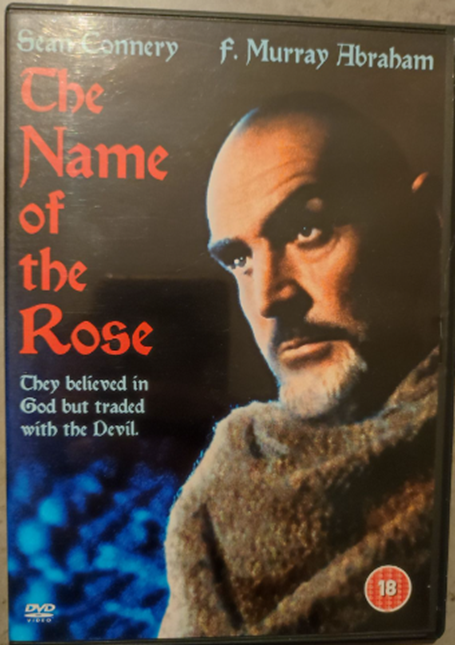 Sean Connery
F. Murray Abraham
The
Name
of
the
Rose
They believed in
God but traded
with the Devil.
DVD
VIDEO
18